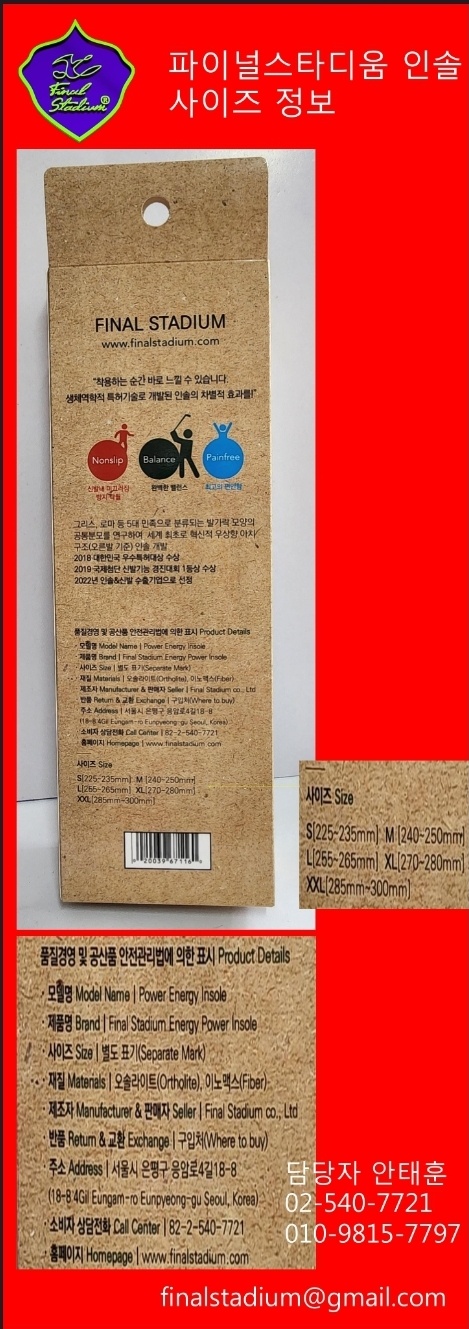 Final
Stadium®
파이널스타디움 인솔
사이즈 정보
FINAL STADIUM
www.finalstadium.com
"착용하는 순간 바로 느낄 수 있습니다.
생체역학적 특허기술로 개발된 인솔의 차별적 효과를!"
Nonslip Balance Painfree
신발내 미끄러짐 완벽한 밸런스 최고의 편안함
방지 탁월
그리스, 로마 등 5대 민족으로 분류되는 발가락 모양의
공통분모를 연구하여 세계 최초로 혁신적 우상향 아치
구조(오른발 기준) 인솔 개발
2018 대한민국 우수특허대상 수상
2019 국제첨단 신발기능 경진대회 1등상 수상
2022년 인솔&신발 수출기업으로 선정
품질경영 및 공산품 안전관리법에 의한 표시 Product Details
· 모델명 Model Name | Power Energy Insole
· 제품명 Brand | Final Stadium Energy Power Insole
· 사이즈 Size | 별도 표기(Separate Mark)
· 재질 Materials | 오솔라이트(Ortholite), 이노맥스(Fiber)
· 제조자 Manufacturer & 판매자 Seller | Final Stadium co., Ltd
· 반품 Return & 교환 Exchange | 구입처(Where to buy)
· 주소 Address | 서울시 은평구 응암로4길18-8
(18-8 4Gil Eungam-ro Eunpyeong-gu Seoul, Korea)
· 소비자 상담전화 Call Center | 82-2-540-7721
· 홈페이지 Homepage | www.finalstadium.com
사이즈 Size
S[225~235mm] M [240~250mm]
L[255~265mm] XL[270~280mm]
XXL[285mm~300mm]
사이즈 Size
S[225~235mm] M [240~250mm]
L[255~265mm] XL[270~280mm]
XXL[285mm~300mm]
품질경영 및 공산품 안전관리법에 의한 표시 Product Details
· 모델명 Model Name | Power Energy Insole
· 제품명 Brand | Final Stadium Energy Power Insole
· 사이즈 Size | 별도 표기(Separate Mark)
· 재질 Materials | 오솔라이트(Ortholite), 이노맥스(Fiber)
· 제조자 Manufacturer & 판매자 Seller | Final Stadium co., Ltd
· 반품 Return & 교환 Exchange | 구입처(Where to buy)
· 주소 Address | 서울시 은평구 응암로4길18-8
(18-8 4Gil Eungam-ro Eunpyeong-gu Seoul, Korea)
· 소비자 상담전화 Call Center | 82-2-540-7721
· 홈페이지 Homepage | www.finalstadium.com
담당자 안태훈
02-540-7721
010-9815-7797
finalstadium@gmail.com